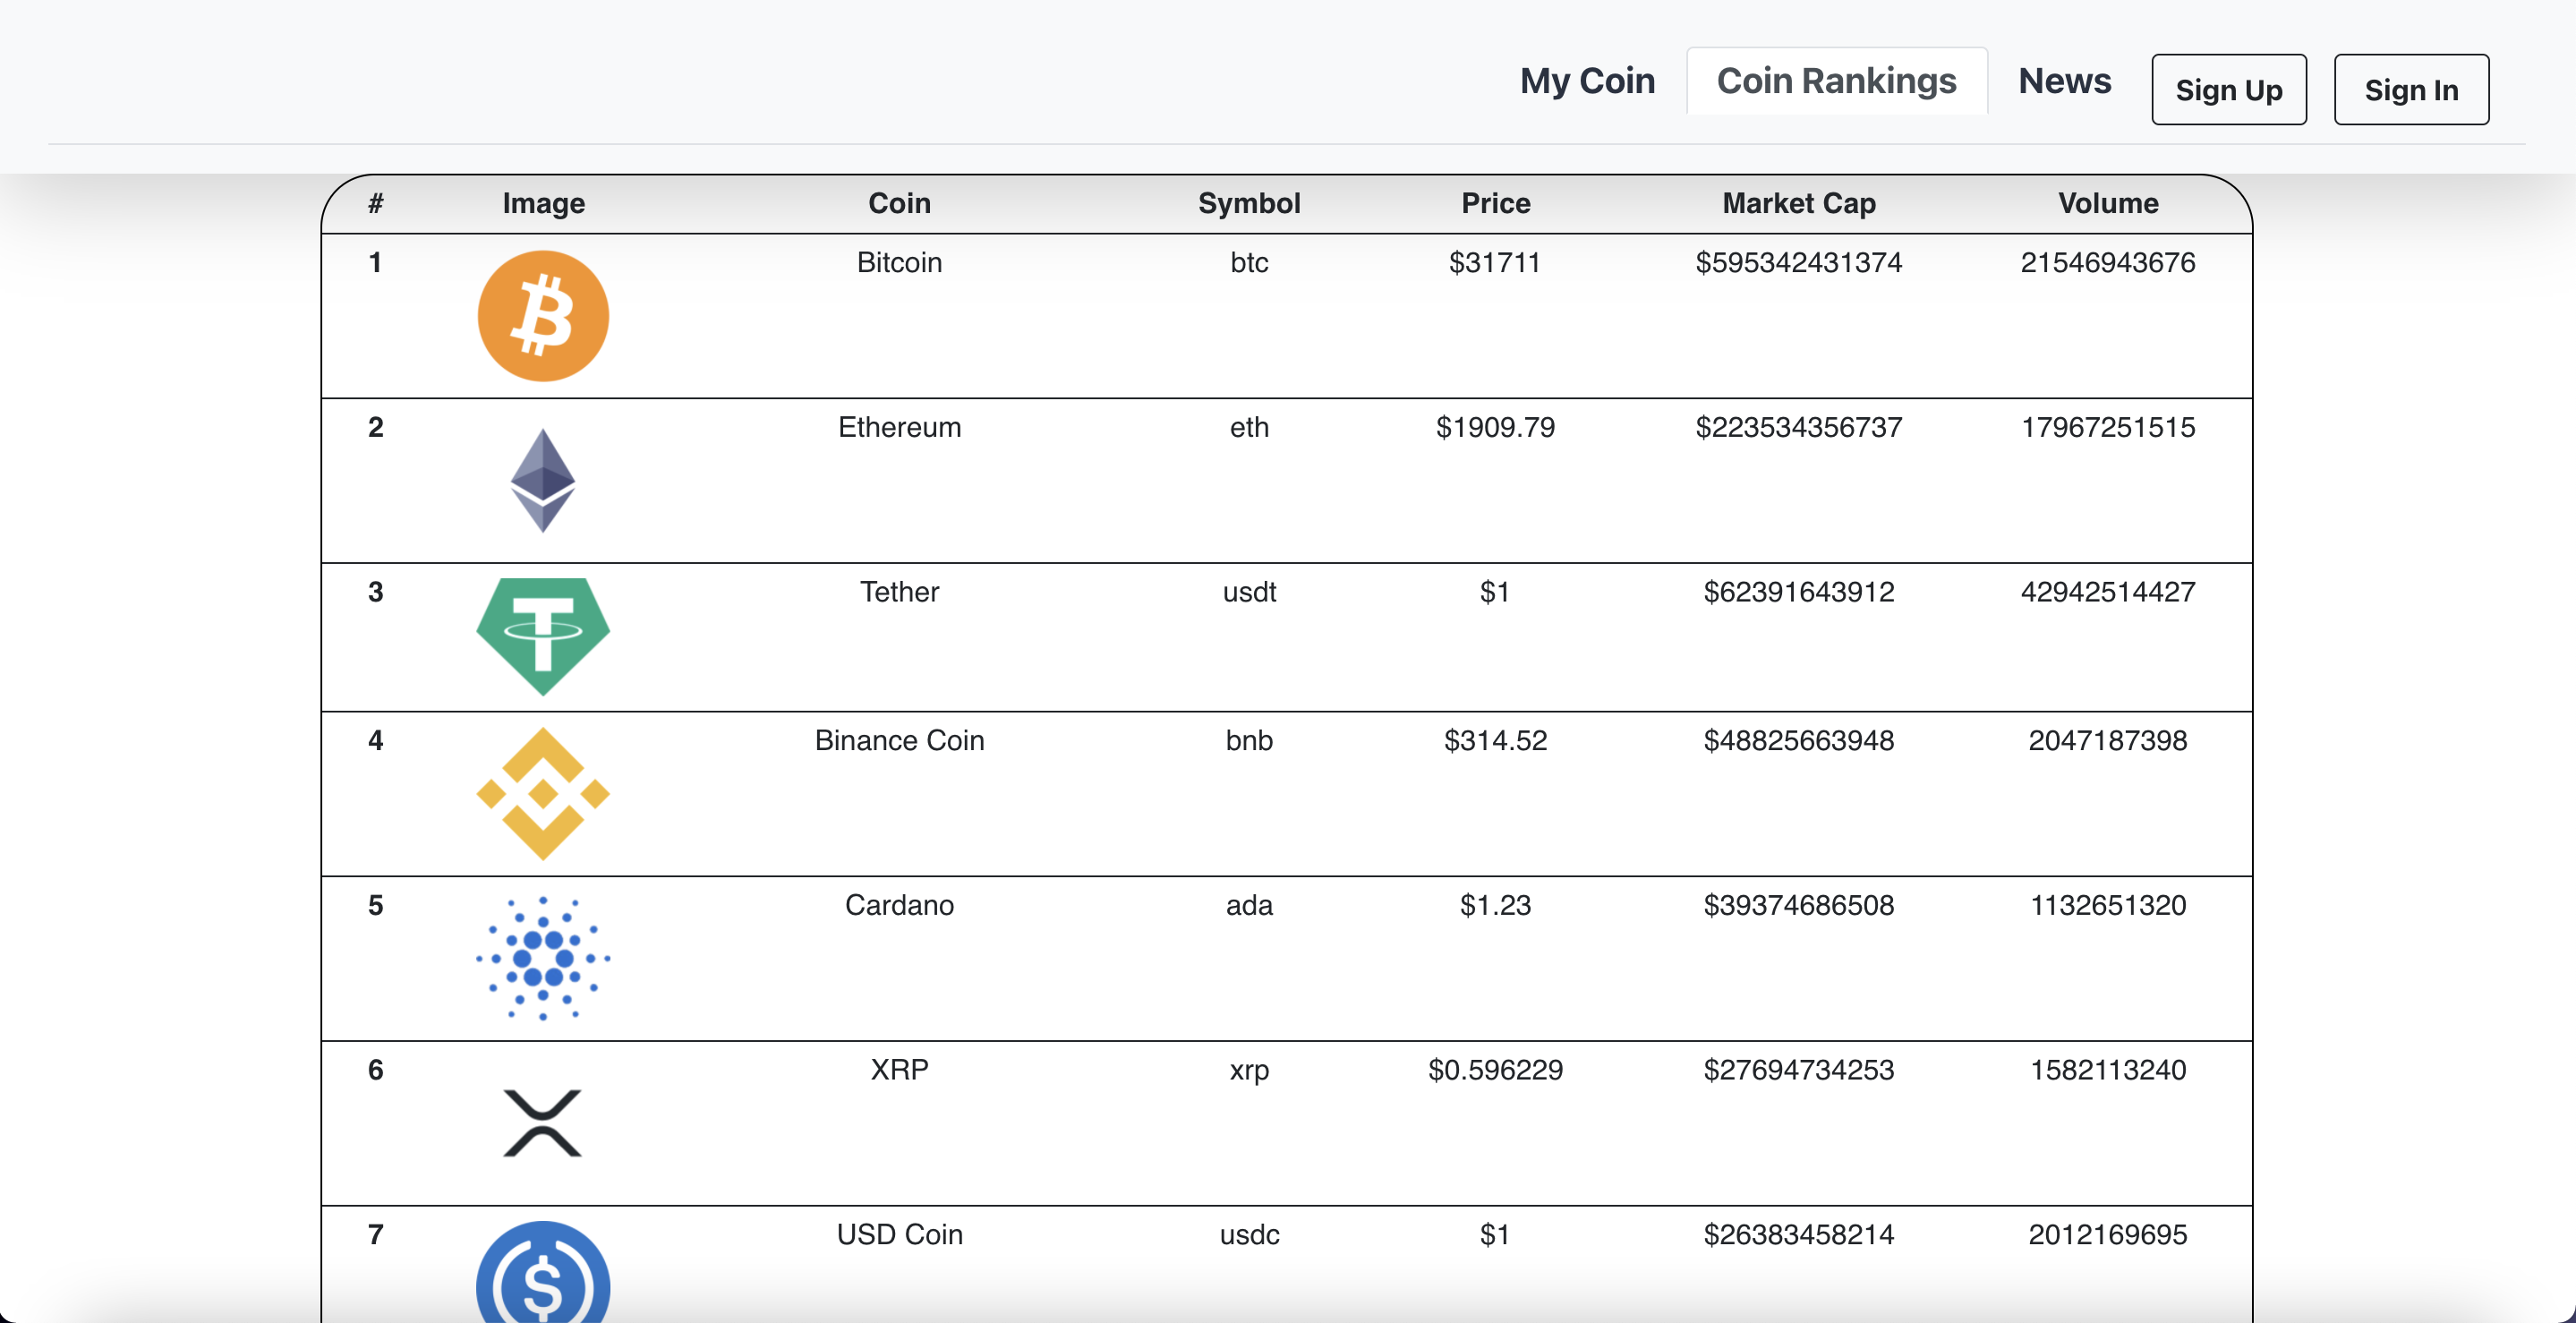 My Coin Coin Rankings News Sign Up Sign In
# Image Coin Symbol Price Market Cap Volume
1 Bitcoin btc $31711 $595342431374 21546943676
2 Ethereum eth $1909.79 $223534356737 17967251515
3 Tether usdt $1 $62391643912 42942514427
4 Binance Coin bnb $314.52 $48825663948 2047187398
5 Cardano ada $1.23 $39374686508 1132651320
6 XRP xrp $0.596229 $27694734253 1582113240
7 USD Coin usdc $1 $26383458214 2012169695